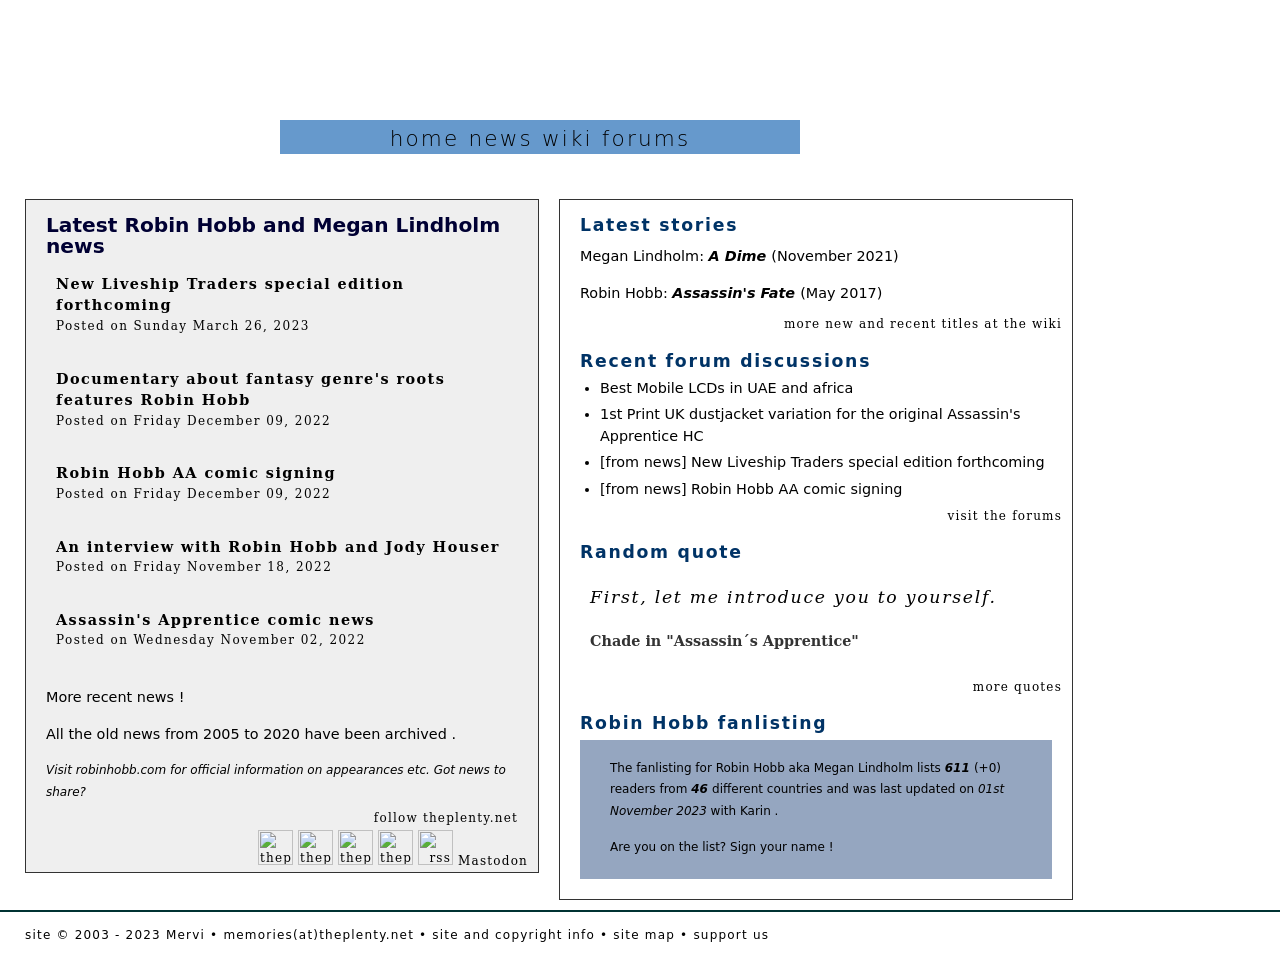 home news wiki forums
Latest Robin Hobb and Megan Lindholm
news
New Liveship Traders special edition
forthcoming
Posted on Sunday March 26, 2023
Documentary about fantasy genre's roots
features Robin Hobb
Posted on Friday December 09, 2022
Robin Hobb AA comic signing
Posted on Friday December 09, 2022
An interview with Robin Hobb and Jody Houser
Posted on Friday November 18, 2022
Assassin's Apprentice comic news
Posted on Wednesday November 02, 2022
More recent news !
All the old news from 2005 to 2020 have been archived .
Visit robinhobb.com for official information on appearances etc. Got news to
share?
follow theplenty.net
thep thep thep thep rss Mastodon
Latest stories
Megan Lindholm: A Dime (November 2021)
Robin Hobb: Assassin's Fate (May 2017)
more new and recent titles at the wiki
Recent forum discussions
• Best Mobile LCDs in UAE and africa
• 1st Print UK dustjacket variation for the original Assassin's
Apprentice HC
• [from news] New Liveship Traders special edition forthcoming
• [from news] Robin Hobb AA comic signing
visit the forums
Random quote
First, let me introduce you to yourself.
Chade in "Assassin´s Apprentice"
more quotes
Robin Hobb fanlisting
The fanlisting for Robin Hobb aka Megan Lindholm lists 611 (+0)
readers from 46 different countries and was last updated on 01st
November 2023 with Karin .
Are you on the list? Sign your name !
site © 2003 - 2023 Mervi • memories(at)theplenty.net • site and copyright info • site map • support us